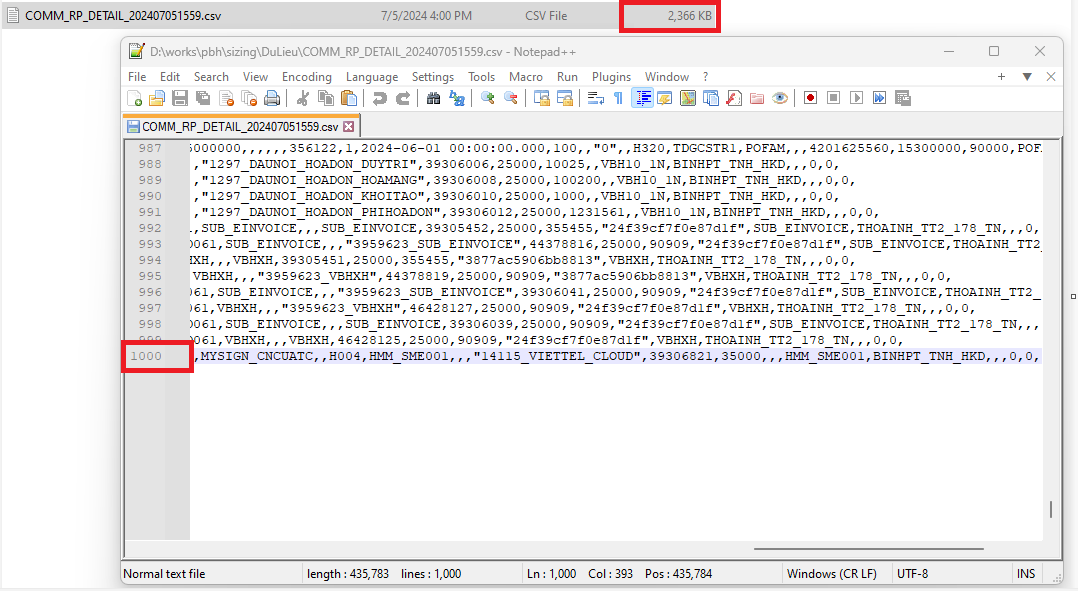 COMM_RP_DETAIL_202407051559.csv 7/5/2024 4:00 PM CSV File 2,366 KB
D:\works\pbh\sizing\DuLieu\COMM_RP_DETAIL_202407051559.csv - Notepad++
File Edit Search View Encoding Language Settings Tools Macro Run Plugins Window ?
COMM_RP_DETAIL_202407051559.csv
987 5000000,,,,,,356122,1,2024-06-01 00:00:00.000,100,,"0",,H320,TDGCSTR1,POFAM,,,4201625560,15300000,90000,POFA
988 ,,"1297_DAUNOI_HOADON_DUYTRI",39306006,25000,10025,,VBH10_1N,BINHPT_TNH_HKD,,,0,0,
989 ,,"1297_DAUNOI_HOADON_HOAMANG",39306008,25000,100200,,VBH10_1N,BINHPT_TNH_HKD,,,0,0,
990 ,,"1297_DAUNOI_HOADON_KHOITAO",39306010,25000,1000,,VBH10_1N,BINHPT_TNH_HKD,,,0,0,
991 ,,"1297_DAUNOI_HOADON_PHIHOADON",39306012,25000,1231561,,VBH10_1N,BINHPT_TNH_HKD,,,0,0,
992 ,SUB_EINVOICE,,,SUB_EINVOICE,39305452,25000,355455,"24f39cf7f0e87d1f",SUB_EINVOICE,THOAINH_TT2_178_TN,,,0,
993 0061,SUB_EINVOICE,,,"3959623_SUB_EINVOICE",44378816,25000,90909,"24f39cf7f0e87d1f",SUB_EINVOICE,THOAINH_TT2_
994 HXH,,,VBHXH,39305451,25000,355455,"3877ac5906bb8813",VBHXH,THOAINH_TT2_178_TN,,,0,0,
995 VBHXH,,,"3959623_VBHXH",44378819,25000,90909,"3877ac5906bb8813",VBHXH,THOAINH_TT2_178_TN,,,0,0,
996 061,SUB_EINVOICE,,,"3959623_SUB_EINVOICE",39306041,25000,90909,"24f39cf7f0e87d1f",SUB_EINVOICE,THOAINH_TT2_
997 061,VBHXH,,,"3959623_VBHXH",46428127,25000,90909,"24f39cf7f0e87d1f",VBHXH,THOAINH_TT2_178_TN,,,0,0,
998 0061,SUB_EINVOICE,,,SUB_EINVOICE,39306039,25000,90909,"24f39cf7f0e87d1f",SUB_EINVOICE,THOAINH_TT2_178_TN,,,
999 0061,VBHXH,,,VBHXH,46428125,25000,90909,"24f39cf7f0e87d1f",VBHXH,THOAINH_TT2_178_TN,,,0,0,
1000 ,MYSIGN_CNCUATC,,H004,HMM_SME001,,,"14115_VIETTEL_CLOUD",39306821,35000,,,HMM_SME001,BINHPT_TNH_HKD,,,0,0,
Normal text file length : 435,783 lines : 1,000 Ln : 1,000 Col : 393 Pos : 435,784 Windows (CR LF) UTF-8 INS